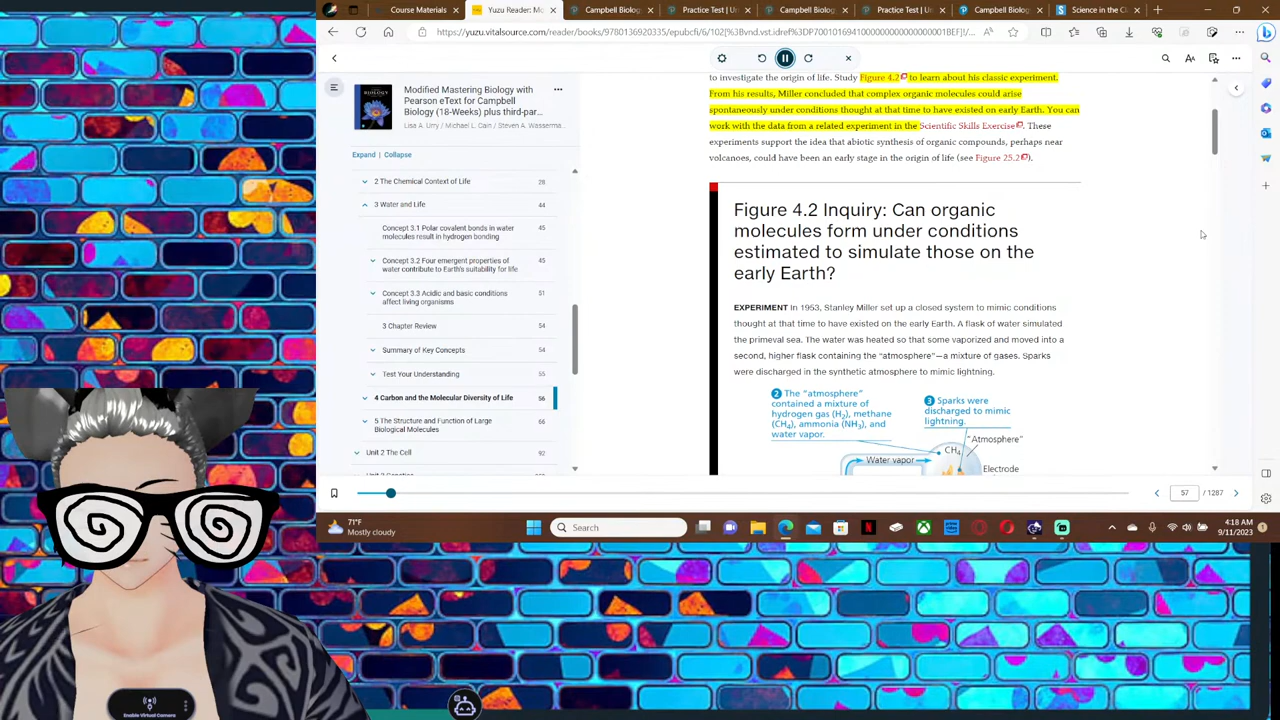 Course Materials
Yuzu Reader: Mo
Campbell Biology
Practice
Campbell Biology
S Science in the C
https://yuzu.vitalsource.com/reader/books/9780136920335/epubcfi/6/102[%3Bvnd.vst.idref%3DP7001016941000000000000000001BEF]!/...
Modified Mastering Biology with
Pearson eText for Campbell
Biology (18-Weeks) plus third-par...
Lisa A. Urry / Michael L. Cain / Steven A. Wasserma...
Expand | Collapse
2 The Chemical Context of Life 28
3 Water and Life 44
Concept 3.1 Polar covalent bonds in water 45
molecules result in hydrogen bonding
Concept 3.2 Four emergent properties of 45
water contribute to Earth's suitability for life
Concept 3.3 Acidic and basic conditions 51
affect living organisms
3 Chapter Review 54
Summary of Key Concepts 54
Test Your Understanding 55
4 Carbon and the Molecular Diversity of Life 56
5 The Structure and Function of Large 66
Biological Molecules
Unit 2 The Cell 92
to investigate the origin of life. Study Figure 4.2 to learn about his classic experiment.
From his results, Miller concluded that complex organic molecules could arise
spontaneously under conditions thought at that time to have existed on early Earth. You can
work with the data from a related experiment in the Scientific Skills Exercise. These
experiments support the idea that abiotic synthesis of organic compounds, perhaps near
volcanoes, could have been an early stage in the origin of life (see Figure 25.2).
Figure 4.2 Inquiry: Can organic
molecules form under conditions
estimated to simulate those on the
early Earth?
EXPERIMENT In 1953, Stanley Miller set up a closed system to mimic conditions
thought at that time to have existed on the early Earth. A flask of water simulated
the primeval sea. The water was heated so that some vaporized and moved into a
second, higher flask containing the "atmosphere"—a mixture of gases. Sparks
were discharged in the synthetic atmosphere to mimic lightning.
2 The "atmosphere"
contained a mixture of
hydrogen gas (H2), methane
(CH4), ammonia (NH3), and
water vapor.
3 Sparks were
discharged to mimic
lightning.
"Atmosphere"
CH4
Water vapor
Electrode
57 / 1287
71°F
Mostly cloudy
Search
4:18 AM
9/11/2023
Enable Virtual Camera